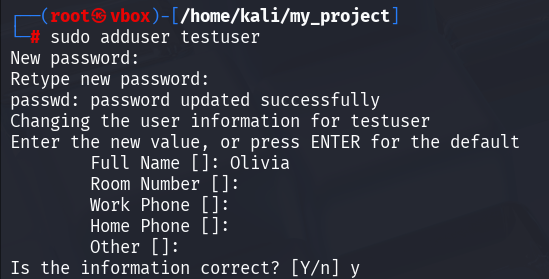 ┌──(root㉿vbox)-[/home/kali/my_project]
└─# sudo adduser testuser
New password:
Retype new password:
passwd: password updated successfully
Changing the user information for testuser
Enter the new value, or press ENTER for the default
        Full Name []: Olivia
        Room Number []:
        Work Phone []:
        Home Phone []:
        Other []:
Is the information correct? [Y/n] y